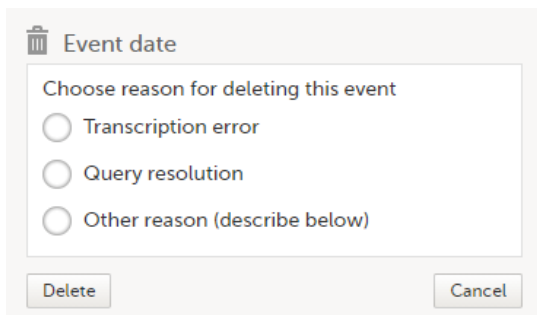 Event date
Choose reason for deleting this event
Transcription error
Query resolution
Other reason (describe below)
Delete
Cancel